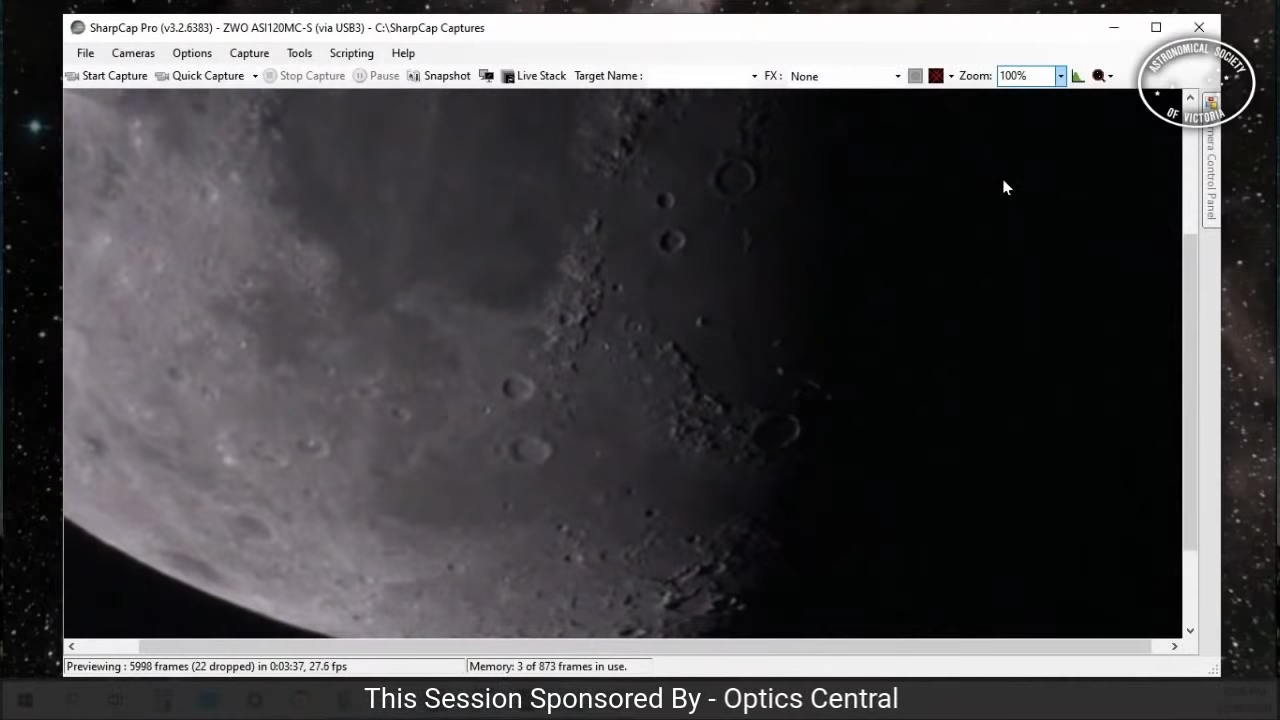 SharpCap Pro (v3.2.6383) - ZWO ASI120MC-S (via USB3) - C:\SharpCap Captures
File Cameras Options Capture Tools Scripting Help
Start Capture Quick Capture Stop Capture Pause Snapshot Live Stack Target Name : FX : None Zoom: 100%
ASTRONOMICAL SOCIETY
OF VICTORIA
Control Panel
Previewing : 5998 frames (22 dropped) in 0:03:37, 27.6 fps Memory: 3 of 873 frames in use.
This Session Sponsored By - Optics Central